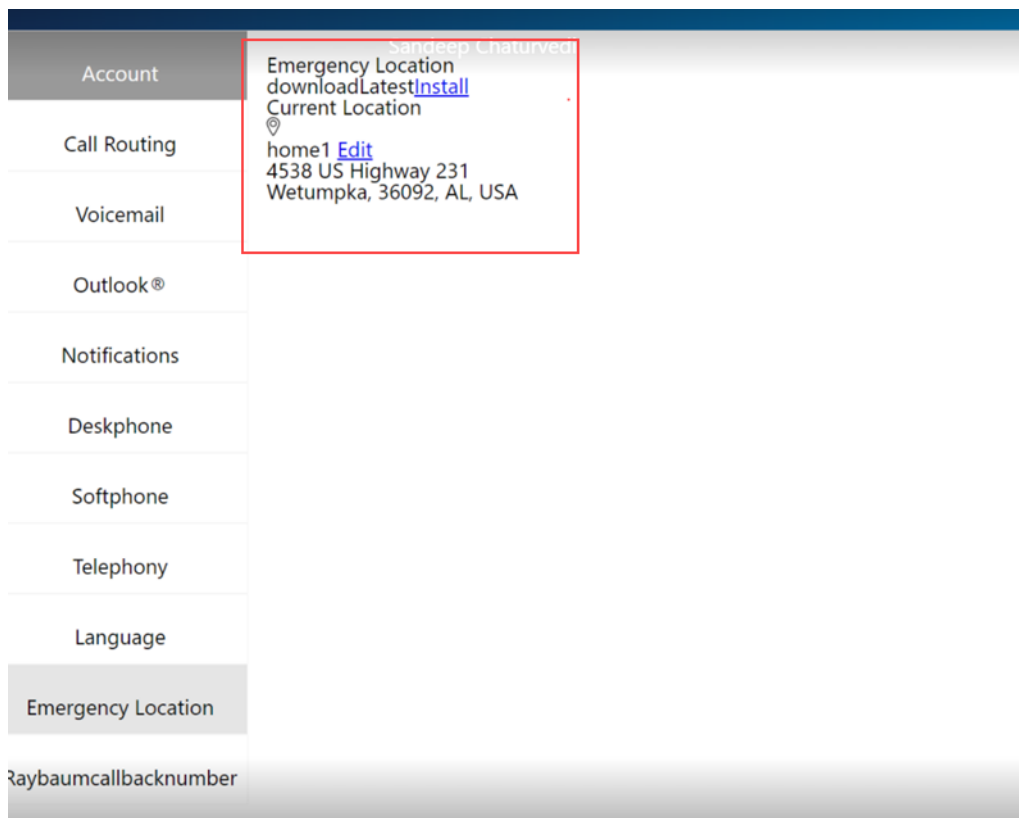 Account
Call Routing
Voicemail
Outlook®
Notifications
Deskphone
Softphone
Telephony
Language
Emergency Location
Raybaumcallbacknumber
Sandeep Chaturvedi
Emergency Location
downloadLatestInstall
Current Location
home1 Edit
4538 US Highway 231
Wetumpka, 36092, AL, USA